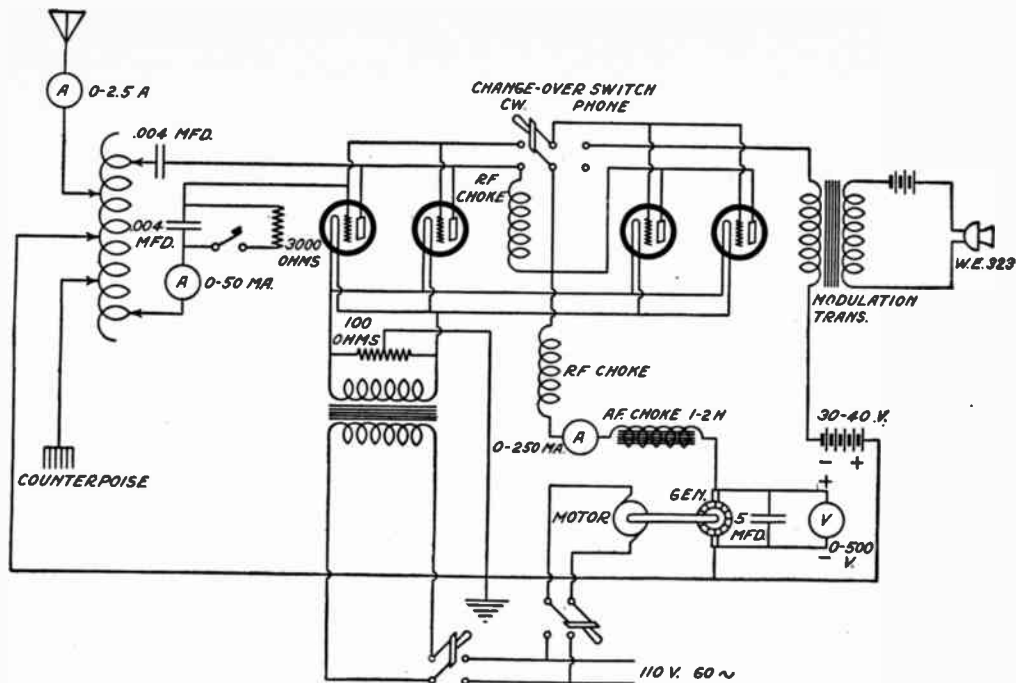 A
0-2.5 A
CHANGE-OVER SWITCH
CW.
PHONE
.004 MFD.
RF
CHOKE
.004
MFD.
3000
OHMS
A
0-50 MA.
W.E.323
MODULATION
TRANS.
100
OHMS
RF CHOKE
A.F. CHOKE 1-2 H
A
0-250 MA.
30-40 V.
- +
COUNTERPOISE
+
GEN.
MOTOR
5
MFD.
V
0-500
V.
-
110 V. 60 ~